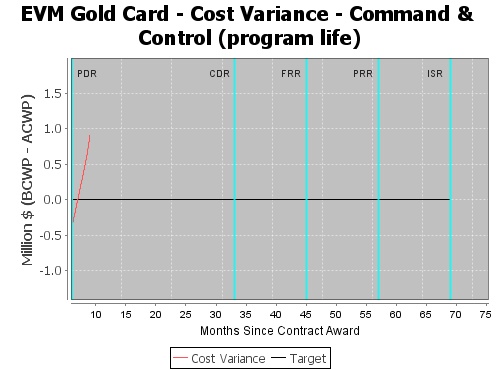 EVM Gold Card - Cost Variance - Command &
Control (program life)
PDR CDR FRR PRR ISR
Million $ (BCWP - ACWP)
1.5
1.0
0.5
0.0
-0.5
-1.0
10 15 20 25 30 35 40 45 50 55 60 65 70 75
Months Since Contract Award
Cost Variance Target